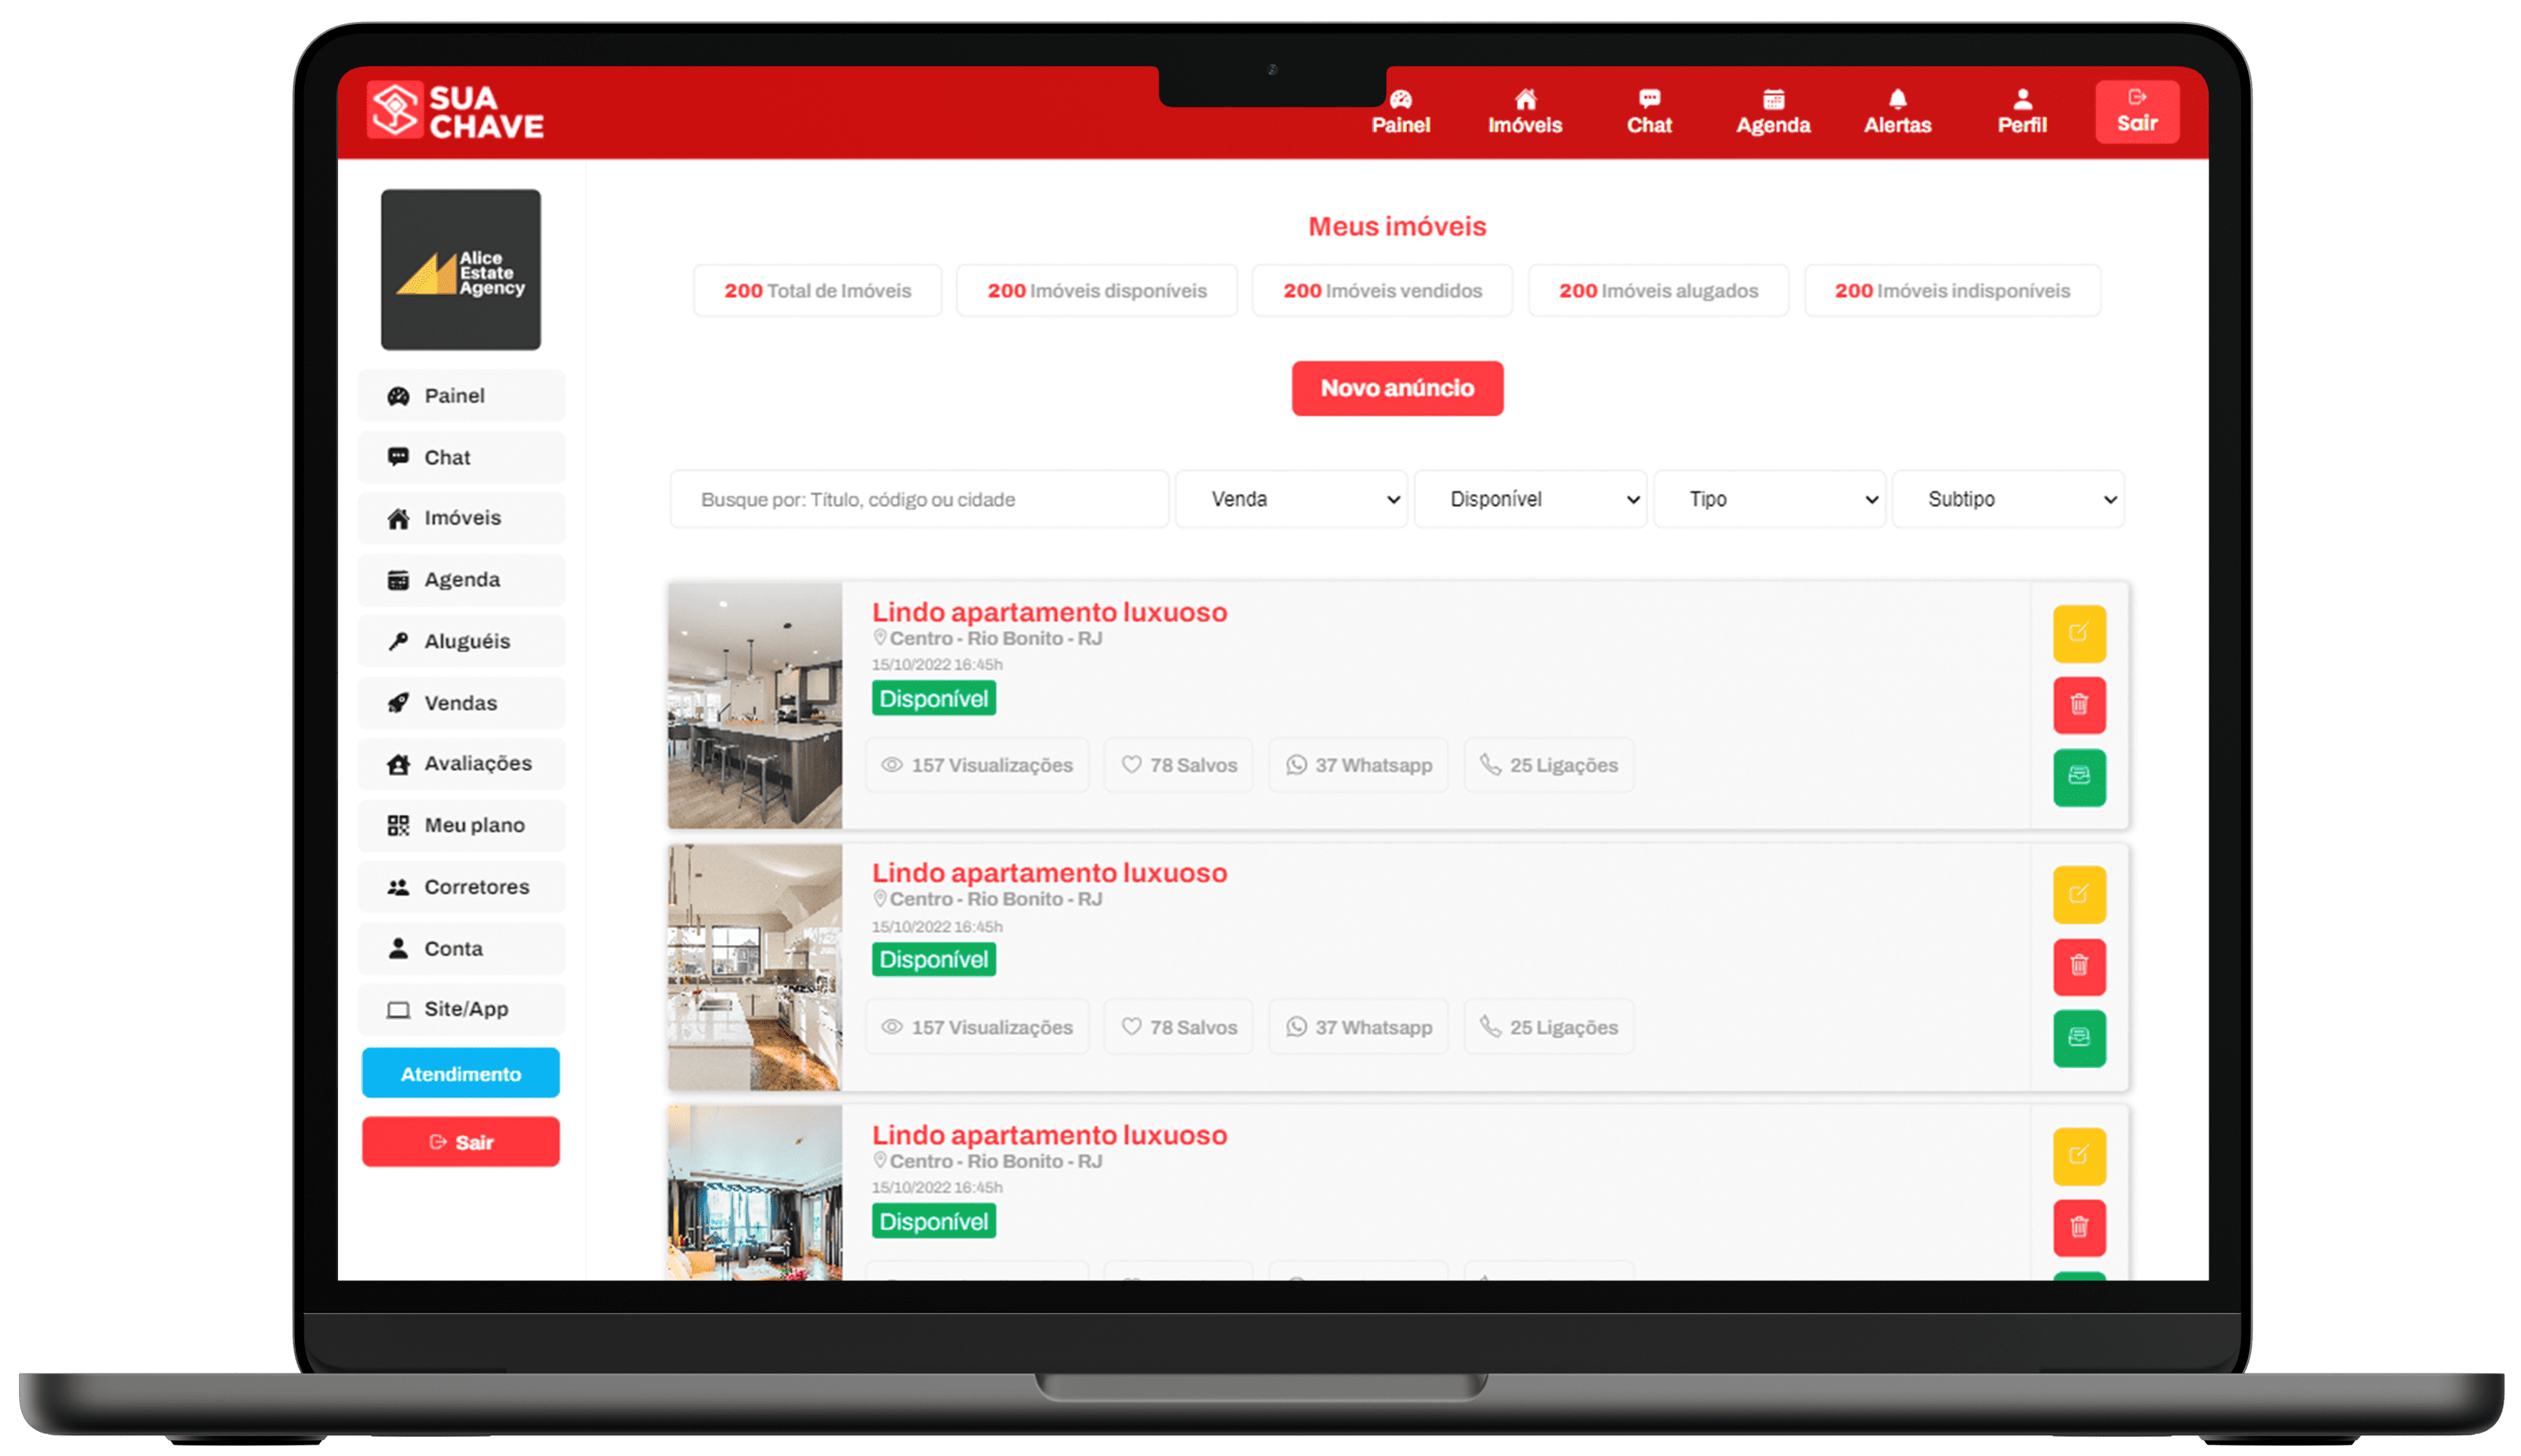 SUA
CHAVE
Painel
Imóveis
Chat
Agenda
Alertas
Perfil
Sair
Alice
Estate
Agency
Painel
Chat
Imóveis
Agenda
Aluguéis
Vendas
Avaliações
Meu plano
Corretores
Conta
Site/App
Atendimento
Sair
Meus imóveis
200 Total de Imóveis
200 Imóveis disponíveis
200 Imóveis vendidos
200 Imóveis alugados
200 Imóveis indisponíveis
Novo anúncio
Busque por: Título, código ou cidade
Venda
Disponível
Tipo
Subtipo
Lindo apartamento luxuoso
Centro - Rio Bonito - RJ
15/10/2022 16:45h
Disponível
157 Visualizações
78 Salvos
37 Whatsapp
25 Ligações
Lindo apartamento luxuoso
Centro - Rio Bonito - RJ
15/10/2022 16:45h
Disponível
157 Visualizações
78 Salvos
37 Whatsapp
25 Ligações
Lindo apartamento luxuoso
Centro - Rio Bonito - RJ
15/10/2022 16:45h
Disponível